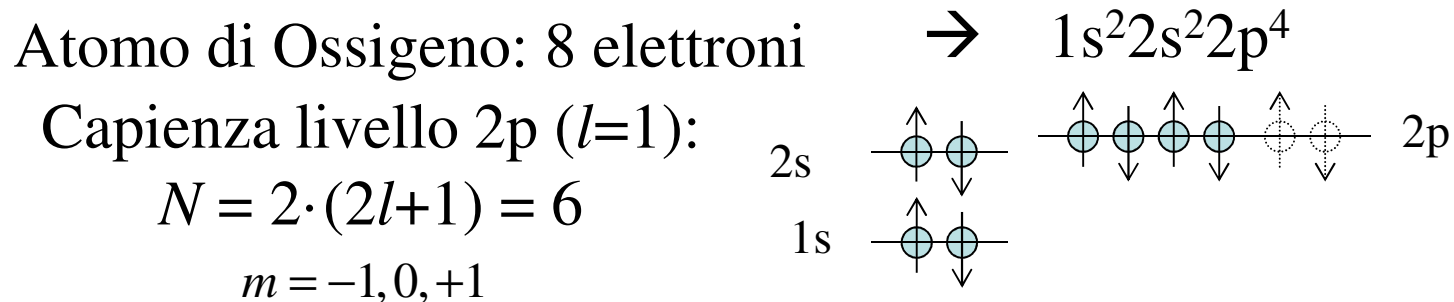 Atomo di Ossigeno: 8 elettroni → 1s²2s²2p⁴
Capienza livello 2p (l=1):
N = 2·(2l+1) = 6
m = −1,0,+1
2s
2p
1s